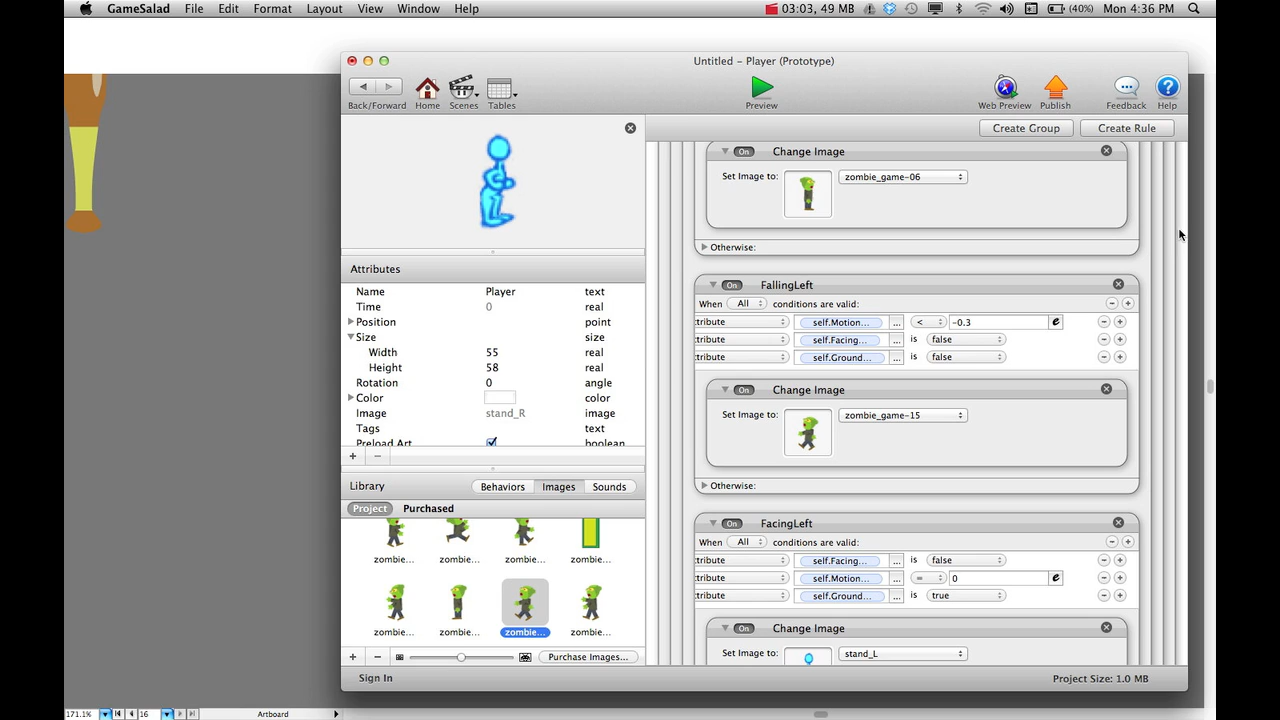 GameSalad File Edit Format Layout View Window Help 03:03, 49 MB (40%) Mon 4:36 PM
Untitled – Player (Prototype)
Back/Forward Home Scenes Tables Preview Web Preview Publish Feedback Help
Create Group Create Rule
On Change Image
Set Image to: zombie_game-06
Otherwise:
Attributes
Name Player text
Time 0 real
Position point
Size size
Width 55 real
Height 58 real
Rotation 0 angle
Color color
Image stand_R image
Tags text
Preload Art boolean
+ −
On FallingLeft
When All conditions are valid:
ttribute self.Motion... ... < -0.3 e
ttribute self.Facing... ... is false
ttribute self.Ground... ... is false
On Change Image
Set Image to: zombie_game-15
Otherwise:
Library Behaviors Images Sounds
Project Purchased
zombie... zombie... zombie... zombie...
zombie... zombie... zombie... zombie...
+ − Purchase Images...
On FacingLeft
When All conditions are valid:
ttribute self.Facing... ... is false
ttribute self.Motion... ... = 0 e
ttribute self.Ground... ... is true
On Change Image
Set Image to: stand_L
Sign In Project Size: 1.0 MB
171.1% 16 Artboard